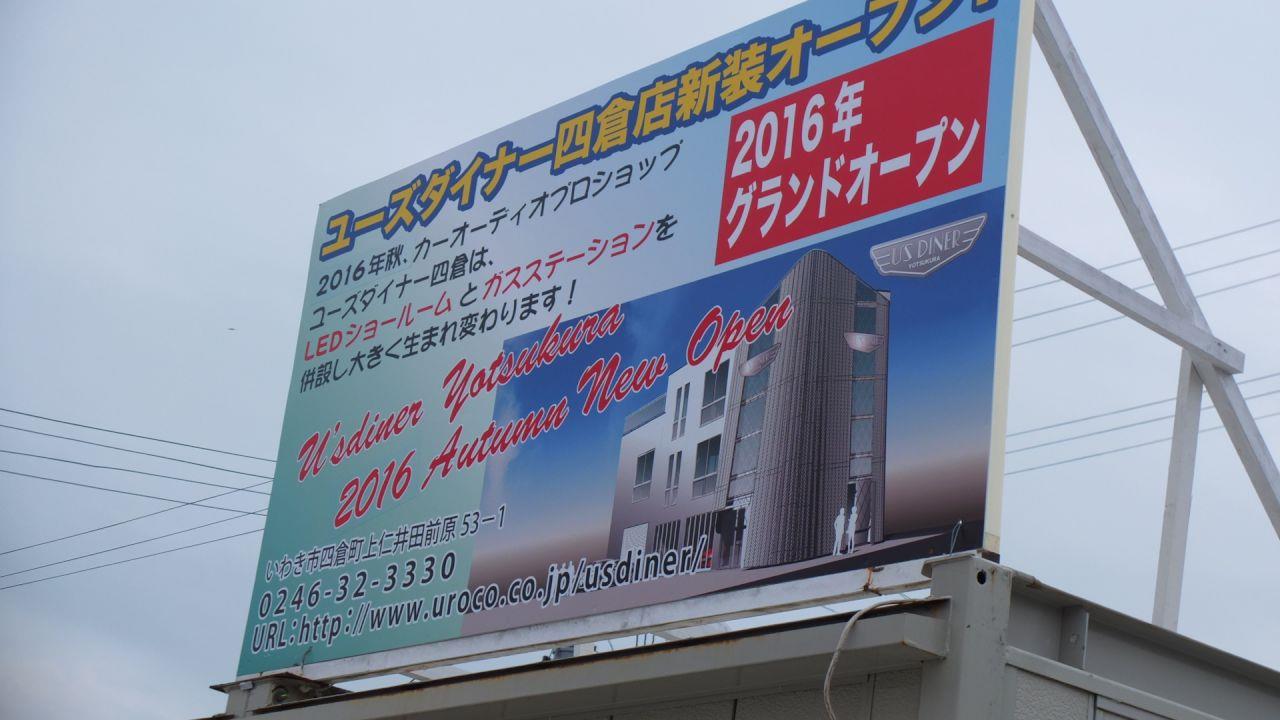 ユーズダイナー四倉店新装オープン!
2016年
グランドオープン
2016年秋、カーオーディオプロショップ
ユーズダイナー四倉は、
LEDショールームとガスステーションを
併設し大きく生まれ変わります!
U'S DINER
YOTSUKURA
U'sdiner Yotsukura
2016 Autumn New Open
いわき市四倉町上仁井田前原53-1
0246-32-3330
URL:http://www.uroco.co.jp/usdiner/